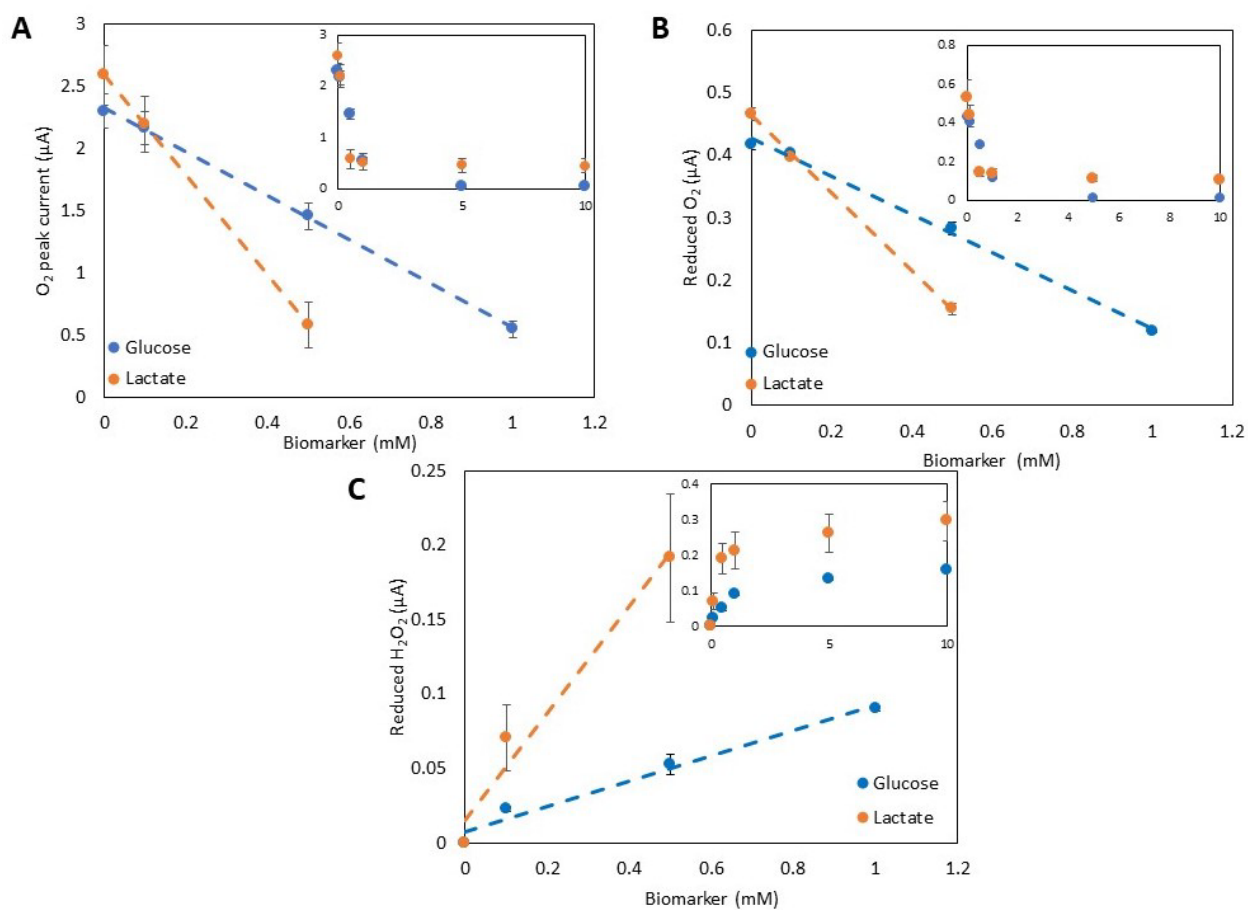 A
O₂ peak current (µA)
3
2.5
2
1.5
1
0.5
0
0 0.2 0.4 0.6 0.8 1 1.2
Biomarker (mM)
Glucose
Lactate
3
2
1
0
0 5 10
B
Reduced O₂ (µA)
0.6
0.5
0.4
0.3
0.2
0.1
0
0 0.2 0.4 0.6 0.8 1 1.2
Biomarker (mM)
Glucose
Lactate
0.8
0.6
0.4
0.2
0
0 2 4 6 8 10
C
Reduced H₂O₂ (µA)
0.25
0.2
0.15
0.1
0.05
0
0 0.2 0.4 0.6 0.8 1 1.2
Biomarker (mM)
Glucose
Lactate
0.4
0.3
0.2
0.1
0
0 5 10